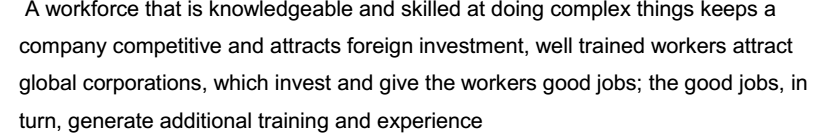 A workforce that is knowledgeable and skilled at doing complex things keeps a
company competitive and attracts foreign investment, well trained workers attract
global corporations, which invest and give the workers good jobs; the good jobs, in
turn, generate additional training and experience